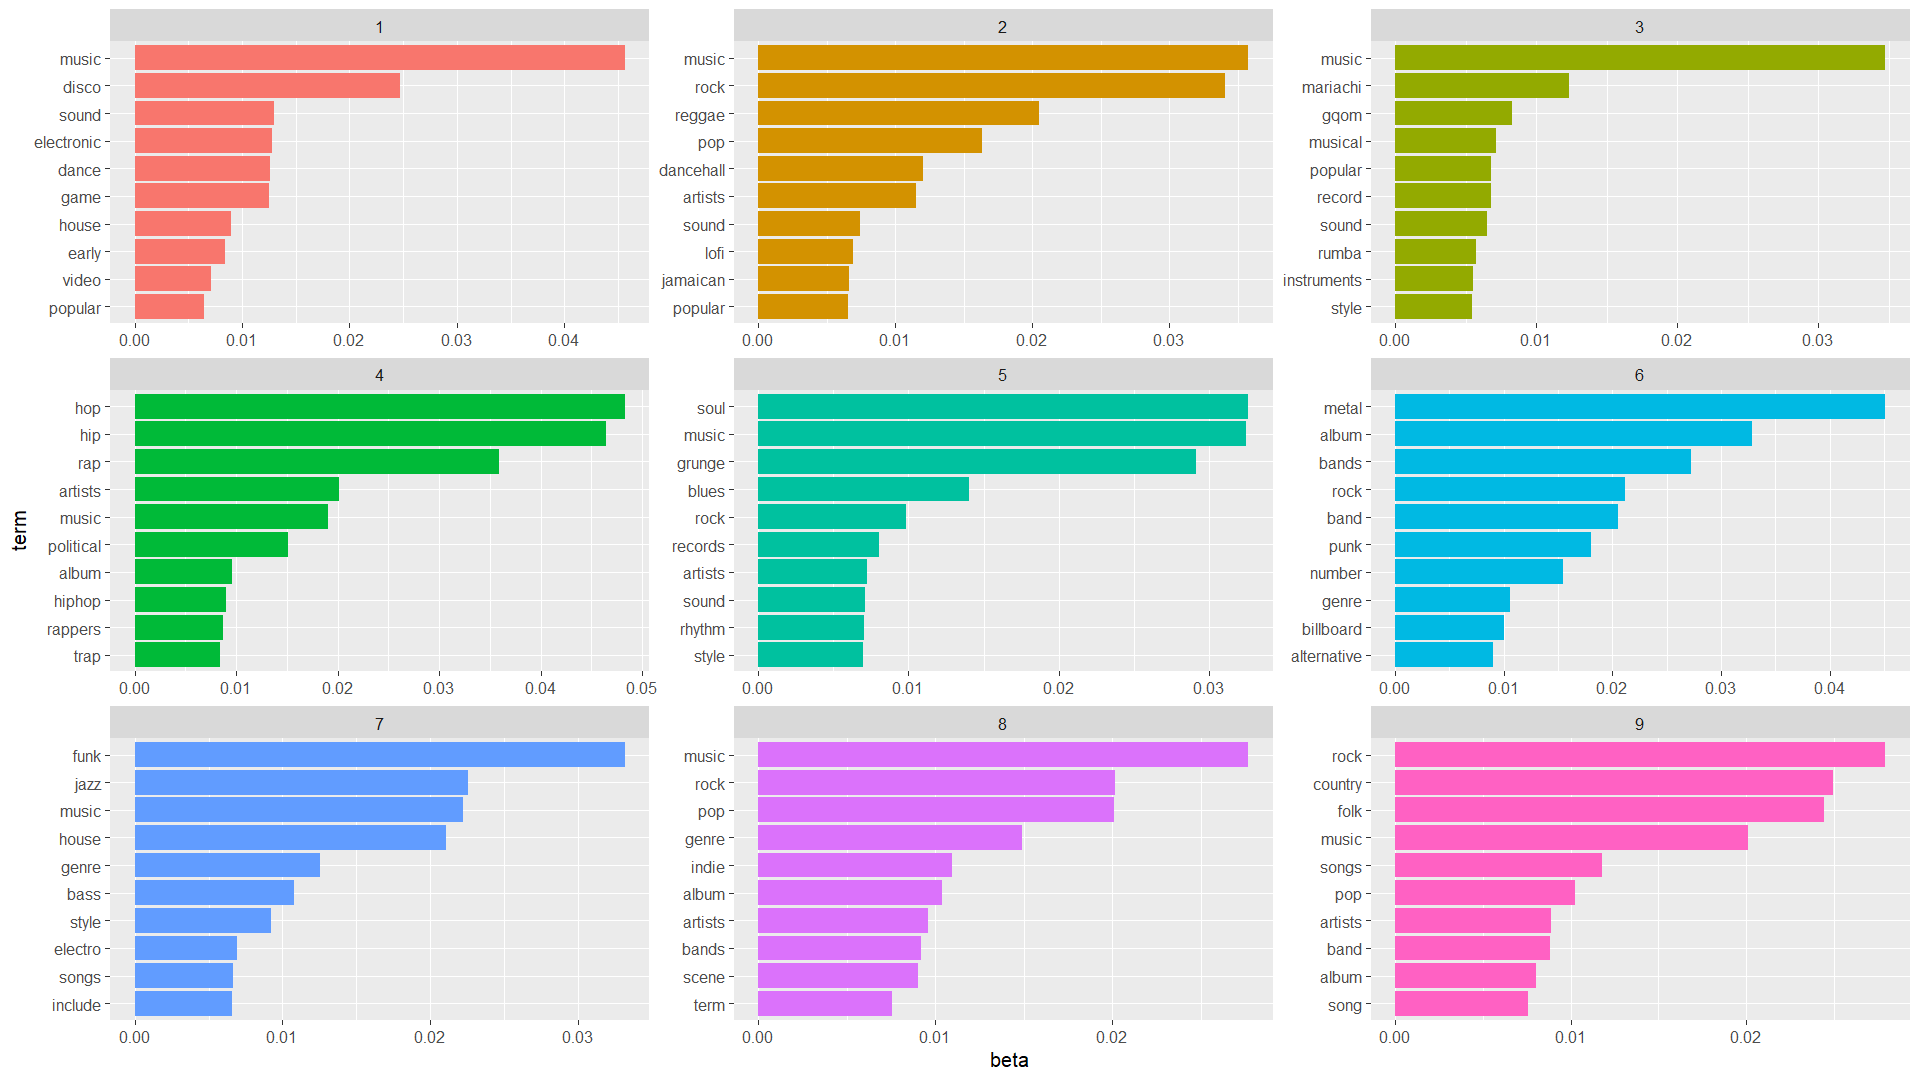 1
music
disco
sound
electronic
dance
game
house
early
video
popular
0.00 0.01 0.02 0.03 0.04
2
music
rock
reggae
pop
dancehall
artists
sound
lofi
jamaican
popular
0.00 0.01 0.02 0.03
3
music
mariachi
gqom
musical
popular
record
sound
rumba
instruments
style
0.00 0.01 0.02 0.03
term
4
hop
hip
rap
artists
music
political
album
hiphop
rappers
trap
0.00 0.01 0.02 0.03 0.04 0.05
5
soul
music
grunge
blues
rock
records
artists
sound
rhythm
style
0.00 0.01 0.02 0.03
6
metal
album
bands
rock
band
punk
number
genre
billboard
alternative
0.00 0.01 0.02 0.03 0.04
7
funk
jazz
music
house
genre
bass
style
electro
songs
include
0.00 0.01 0.02 0.03
8
music
rock
pop
genre
indie
album
artists
bands
scene
term
0.00 0.01 0.02
9
rock
country
folk
music
songs
pop
artists
band
album
song
0.00 0.01 0.02
beta